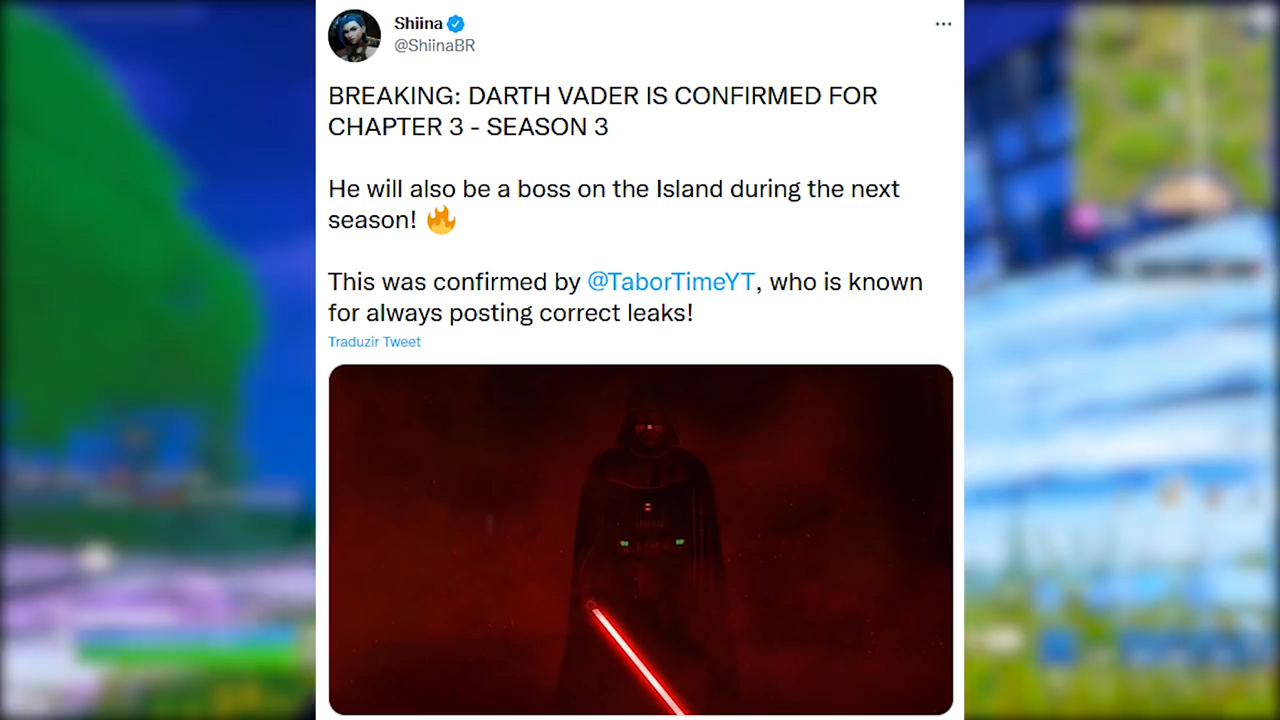 Shiina
@ShiinaBR
BREAKING: DARTH VADER IS CONFIRMED FOR
CHAPTER 3 - SEASON 3
He will also be a boss on the Island during the next
season! 🔥
This was confirmed by @TaborTimeYT, who is known
for always posting correct leaks!
Traduzir Tweet